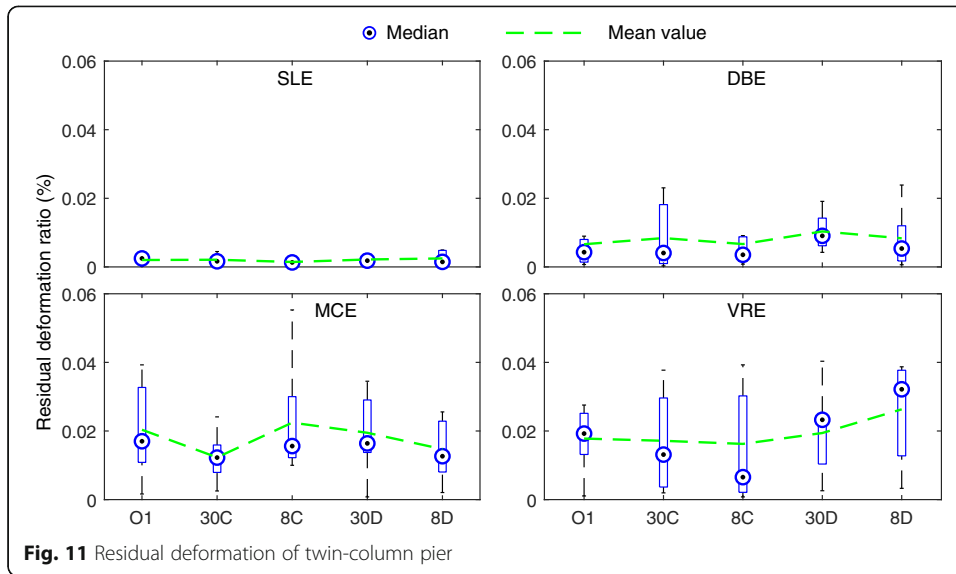 Median Mean value
SLE
DBE
0.06
0.04
0.02
0
0.06
0.04
0.02
0
Residual deformation ratio (%)
MCE
VRE
0.06
0.04
0.02
0
0.06
0.04
0.02
0
O1 30C 8C 30D 8D
O1 30C 8C 30D 8D
Fig. 11 Residual deformation of twin-column pier